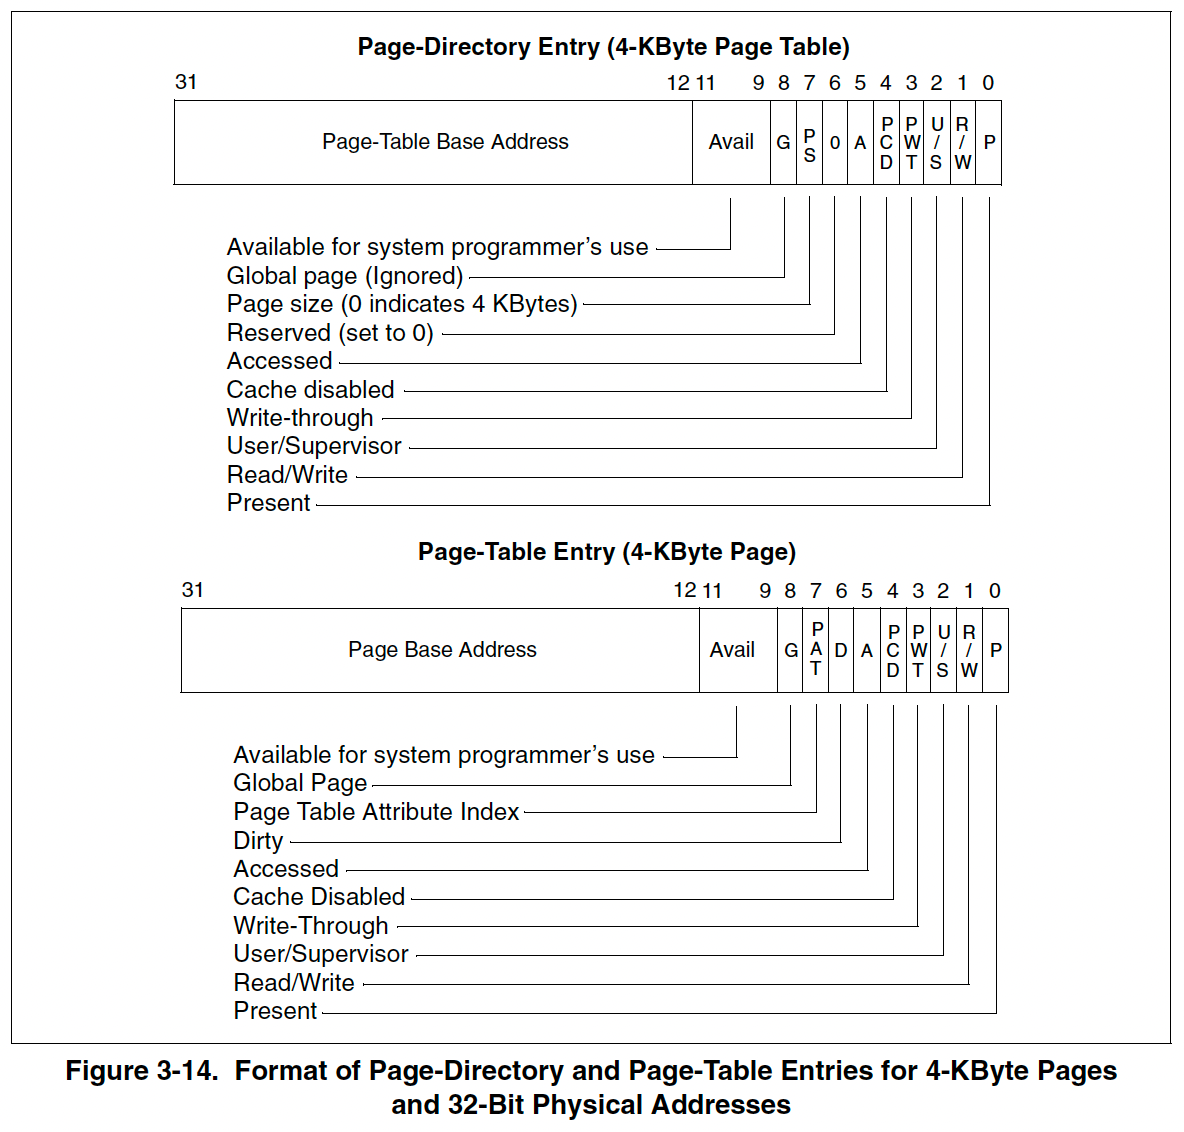 Page-Directory Entry (4-KByte Page Table)
31 12 11 9 8 7 6 5 4 3 2 1 0
Page-Table Base Address Avail G PS 0 A PCD PWT U/S R/W P
Available for system programmer’s use
Global page (Ignored)
Page size (0 indicates 4 KBytes)
Reserved (set to 0)
Accessed
Cache disabled
Write-through
User/Supervisor
Read/Write
Present
Page-Table Entry (4-KByte Page)
31 12 11 9 8 7 6 5 4 3 2 1 0
Page Base Address Avail G PAT D A PCD PWT U/S R/W P
Available for system programmer’s use
Global Page
Page Table Attribute Index
Dirty
Accessed
Cache Disabled
Write-Through
User/Supervisor
Read/Write
Present
Figure 3-14. Format of Page-Directory and Page-Table Entries for 4-KByte Pages
and 32-Bit Physical Addresses